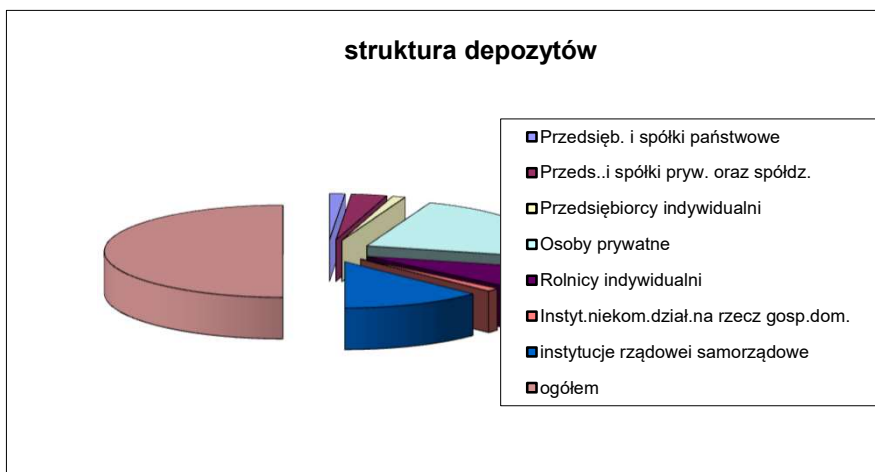 struktura depozytów
Przedsięb. i spółki państwowe
Przeds..i spółki pryw. oraz spółdz.
Przedsiębiorcy indywidualni
Osoby prywatne
Rolnicy indywidualni
Instyt.niekom.dział.na rzecz gosp.dom.
instytucje rządowei samorządowe
ogółem